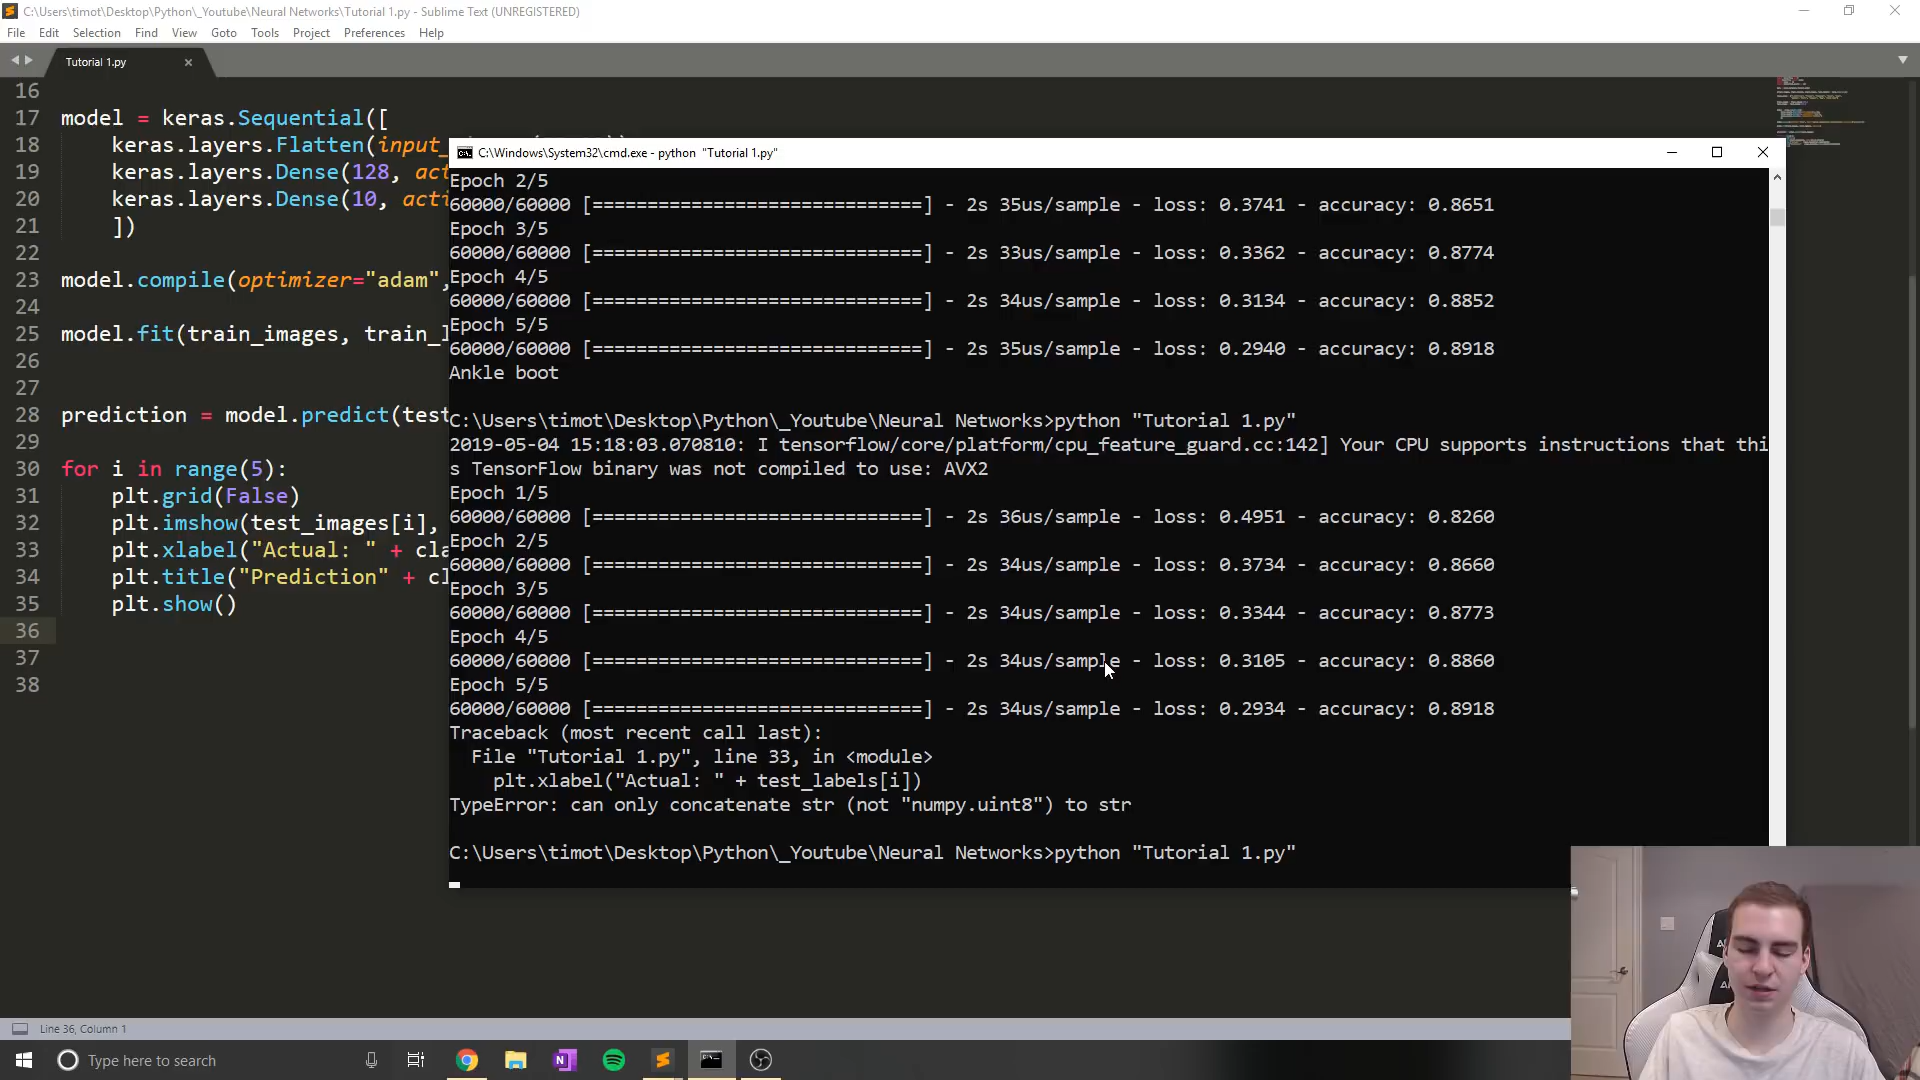 C:\Users\timot\Desktop\Python\_Youtube\Neural Networks\Tutorial 1.py - Sublime Text (UNREGISTERED)
File Edit Selection Find View Goto Tools Project Preferences Help
Tutorial 1.py
16
17 model = keras.Sequential([
18 keras.layers.Flatten(input_
19 keras.layers.Dense(128, act
20 keras.layers.Dense(10, acti
21 ])
22
23 model.compile(optimizer="adam",
24
25 model.fit(train_images, train_l
26
27
28 prediction = model.predict(test
29
30 for i in range(5):
31 plt.grid(False)
32 plt.imshow(test_images[i],
33 plt.xlabel("Actual: " + cla
34 plt.title("Prediction" + cl
35 plt.show()
36
37
38
C:\Windows\System32\cmd.exe - python "Tutorial 1.py"
Epoch 2/5
60000/60000 [==============================] - 2s 35us/sample - loss: 0.3741 - accuracy: 0.8651
Epoch 3/5
60000/60000 [==============================] - 2s 33us/sample - loss: 0.3362 - accuracy: 0.8774
Epoch 4/5
60000/60000 [==============================] - 2s 34us/sample - loss: 0.3134 - accuracy: 0.8852
Epoch 5/5
60000/60000 [==============================] - 2s 35us/sample - loss: 0.2940 - accuracy: 0.8918
Ankle boot
C:\Users\timot\Desktop\Python\_Youtube\Neural Networks>python "Tutorial 1.py"
2019-05-04 15:18:03.070810: I tensorflow/core/platform/cpu_feature_guard.cc:142] Your CPU supports instructions that thi
s TensorFlow binary was not compiled to use: AVX2
Epoch 1/5
60000/60000 [==============================] - 2s 36us/sample - loss: 0.4951 - accuracy: 0.8260
Epoch 2/5
60000/60000 [==============================] - 2s 34us/sample - loss: 0.3734 - accuracy: 0.8660
Epoch 3/5
60000/60000 [==============================] - 2s 34us/sample - loss: 0.3344 - accuracy: 0.8773
Epoch 4/5
60000/60000 [==============================] - 2s 34us/sample - loss: 0.3105 - accuracy: 0.8860
Epoch 5/5
60000/60000 [==============================] - 2s 34us/sample - loss: 0.2934 - accuracy: 0.8918
Traceback (most recent call last):
File "Tutorial 1.py", line 33, in <module>
plt.xlabel("Actual: " + test_labels[i])
TypeError: can only concatenate str (not "numpy.uint8") to str
C:\Users\timot\Desktop\Python\_Youtube\Neural Networks>python "Tutorial 1.py"
Line 36, Column 1
Type here to search